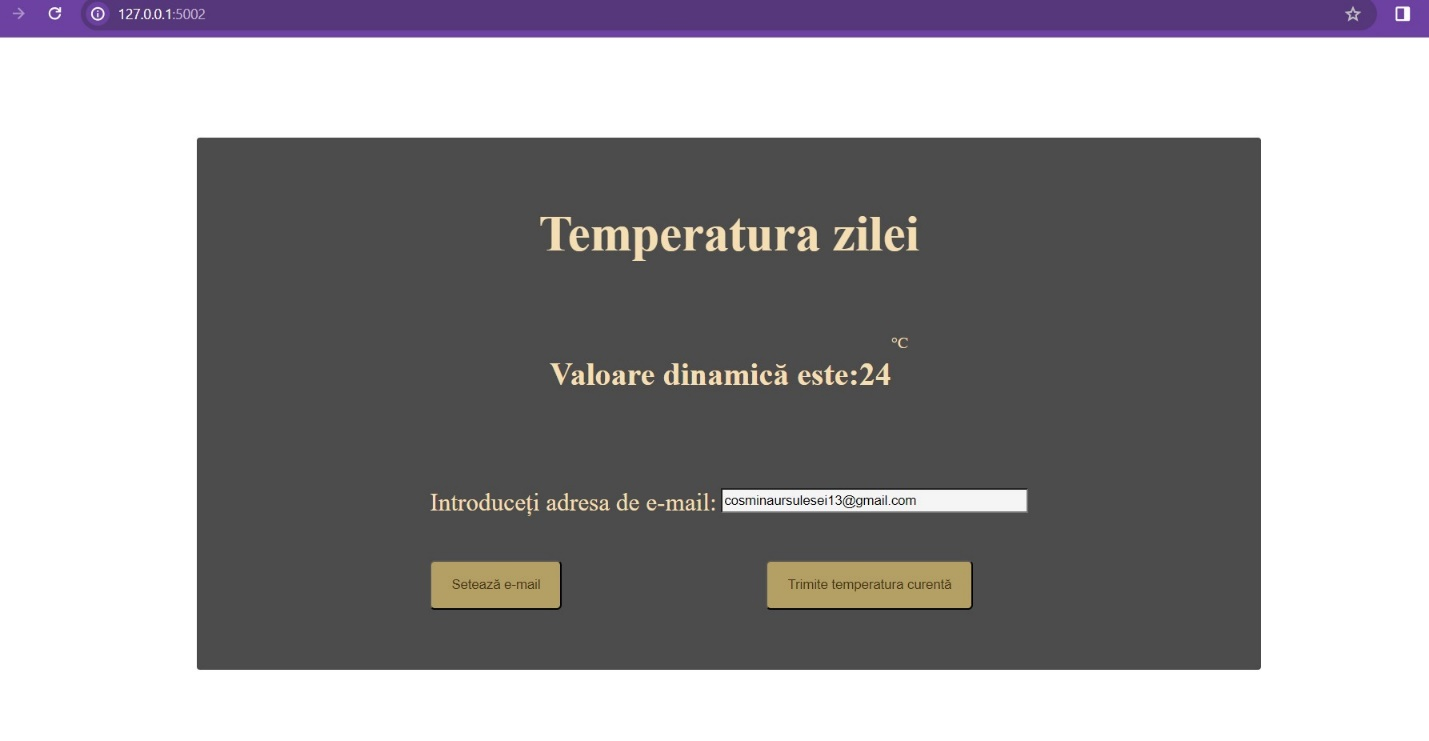 127.0.0.1:5002
Temperatura zilei
Valoare dinamică este:24°C
Introduceți adresa de e-mail: cosminaursulesei13@gmail.com
Setează e-mail
Trimite temperatura curentă